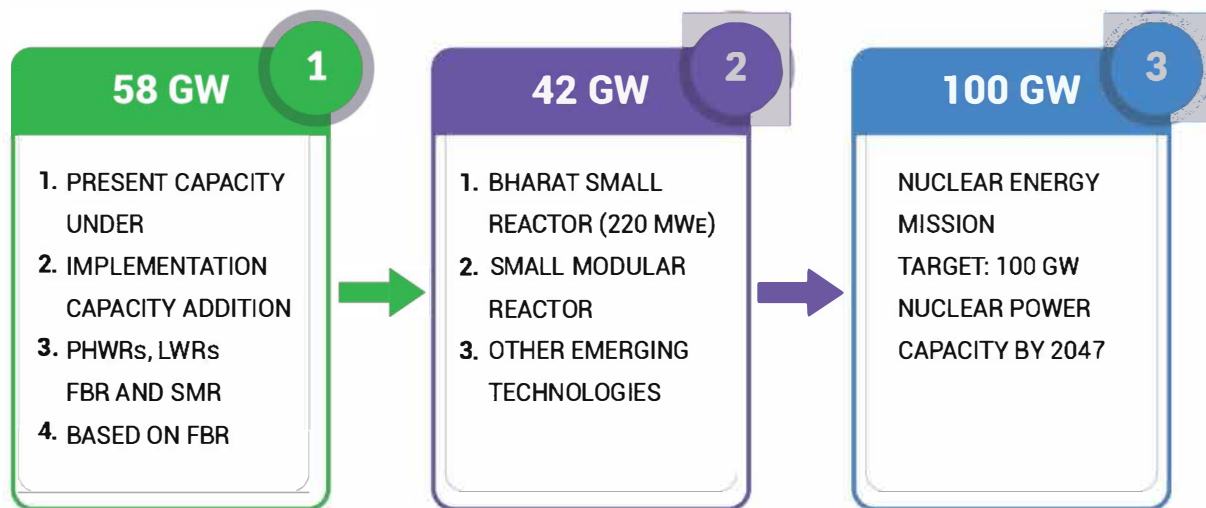 58 GW
1
1. PRESENT CAPACITY
UNDER
2. IMPLEMENTATION
CAPACITY ADDITION
3. PHWRs, LWRs
FBR AND SMR
4. BASED ON FBR
42 GW
2
1. BHARAT SMALL
REACTOR (220 MWE)
2. SMALL MODULAR
REACTOR
3. OTHER EMERGING
TECHNOLOGIES
100 GW
3
NUCLEAR ENERGY
MISSION
TARGET: 100 GW
NUCLEAR POWER
CAPACITY BY 2047